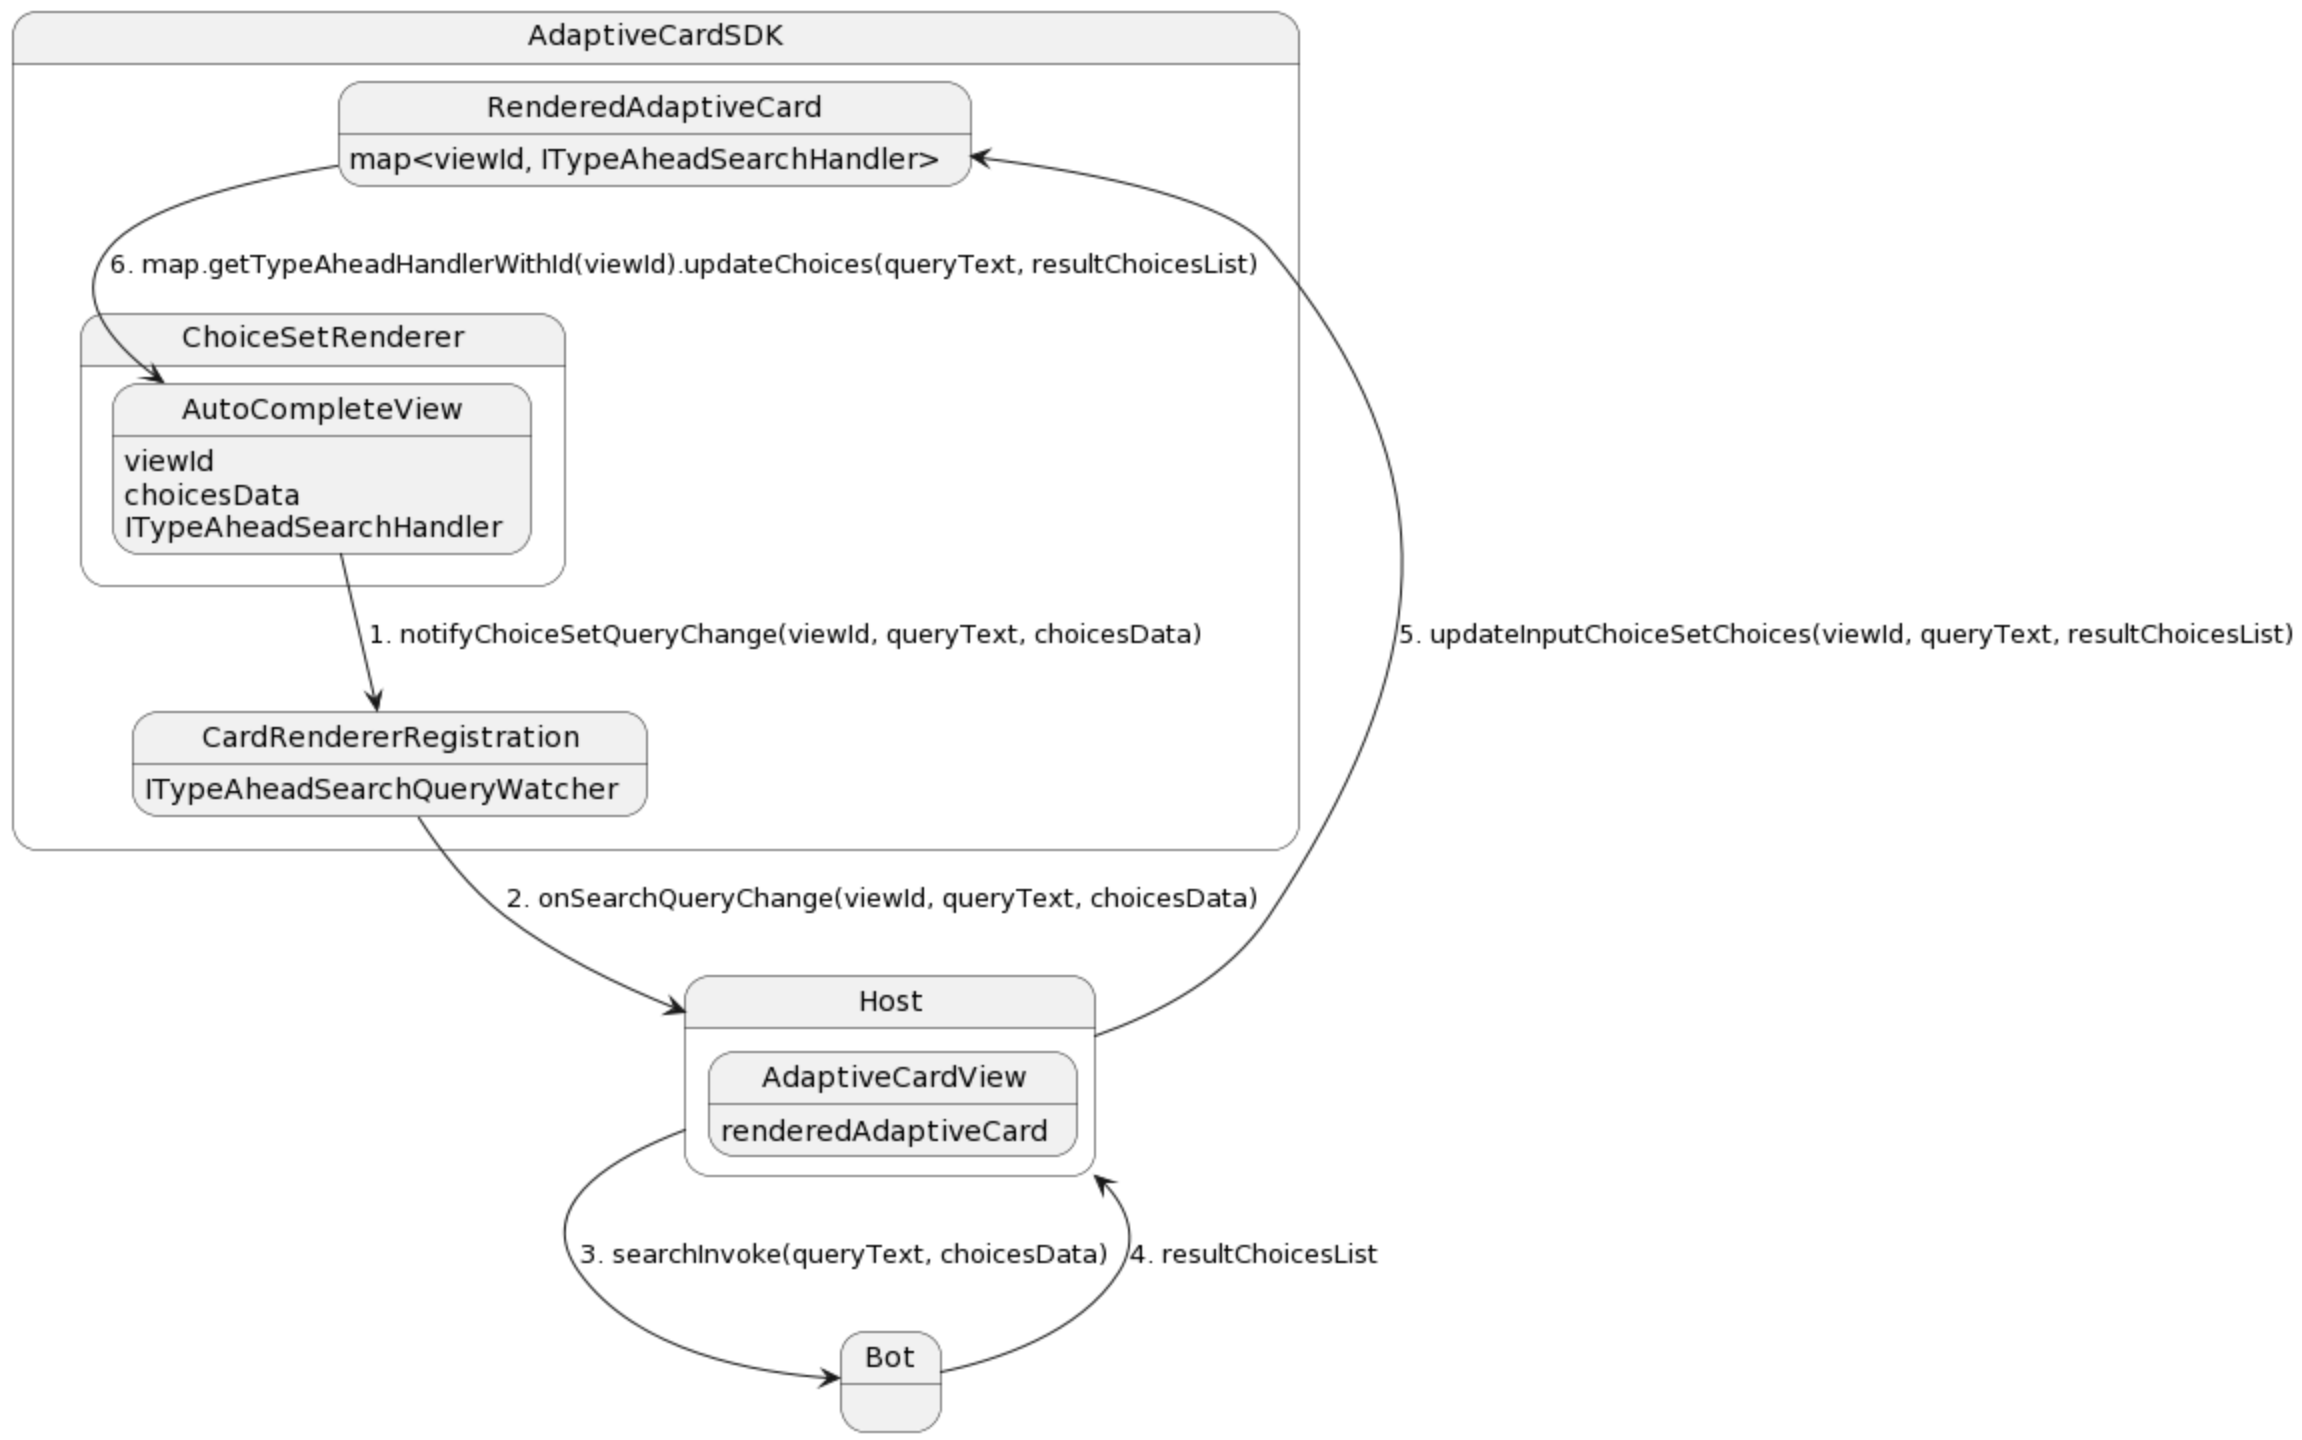 AdaptiveCardSDK
RenderedAdaptiveCard
map<viewId, ITypeAheadSearchHandler>
6. map.getTypeAheadHandlerWithId(viewId).updateChoices(queryText, resultChoicesList)
ChoiceSetRenderer
AutoCompleteView
viewId
choicesData
ITypeAheadSearchHandler
1. notifyChoiceSetQueryChange(viewId, queryText, choicesData)
5. updateInputChoiceSetChoices(viewId, queryText, resultChoicesList)
CardRendererRegistration
ITypeAheadSearchQueryWatcher
2. onSearchQueryChange(viewId, queryText, choicesData)
Host
AdaptiveCardView
renderedAdaptiveCard
3. searchInvoke(queryText, choicesData)
4. resultChoicesList
Bot